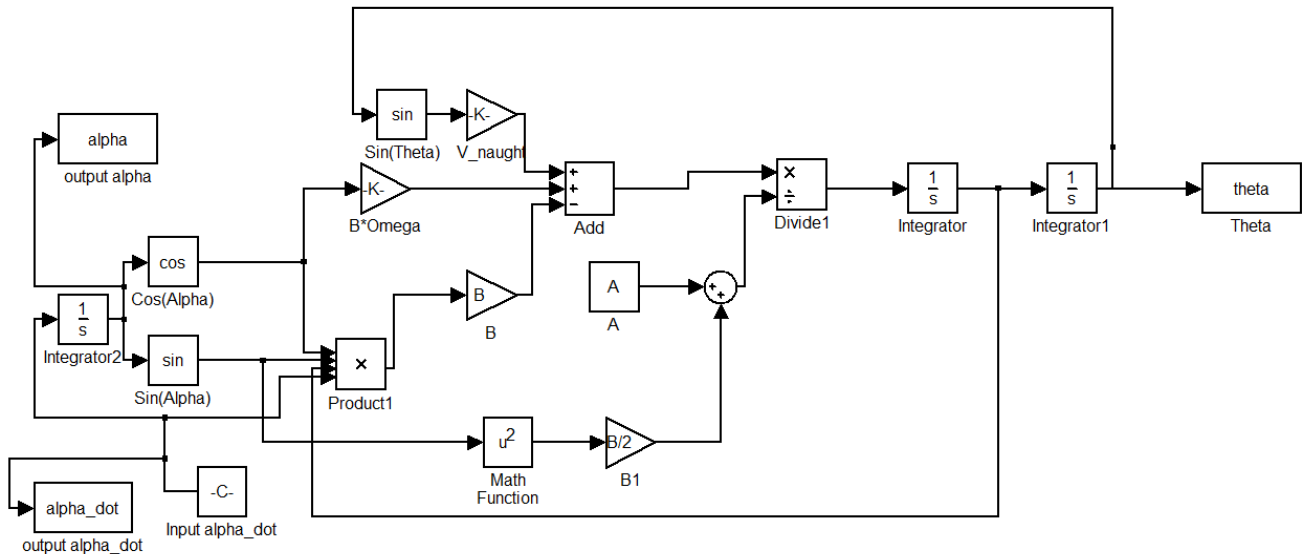 sin
-K-
Sin(Theta)
V_naught
alpha
output alpha
-K-
B*Omega
+
+
−
Add
×
÷
Divide1
1
s
Integrator
1
s
Integrator1
theta
Theta
cos
Cos(Alpha)
B
B
A
A
+
+
1
s
Integrator2
sin
Sin(Alpha)
×
Product1
u²
Math
Function
B/2
B1
alpha_dot
output alpha_dot
-C-
Input alpha_dot